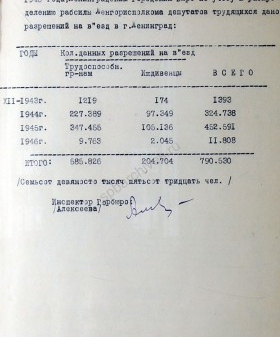 деление рабсилы Ленгорисполкома депутатов трудящихся дано
разрешений на в"езд в г.Ленинград:
ГОДЫ Кол.данных разрешений на в"езд
Трудоспособн. гр-нам Иждивенцы ВСЕГО
XII-1943г. 1219 174 1393
1944г. 227.389 97.349 324.738
1945г. 347.455 105.136 452.591
1946г. 9.763 2.045 11.808
ИТОГО: 585.826 204.704 790.530
/Семьсот девяносто тысяч пятьсот тридцать чел. /
Инспектор Горбюро:
/Алексеева/